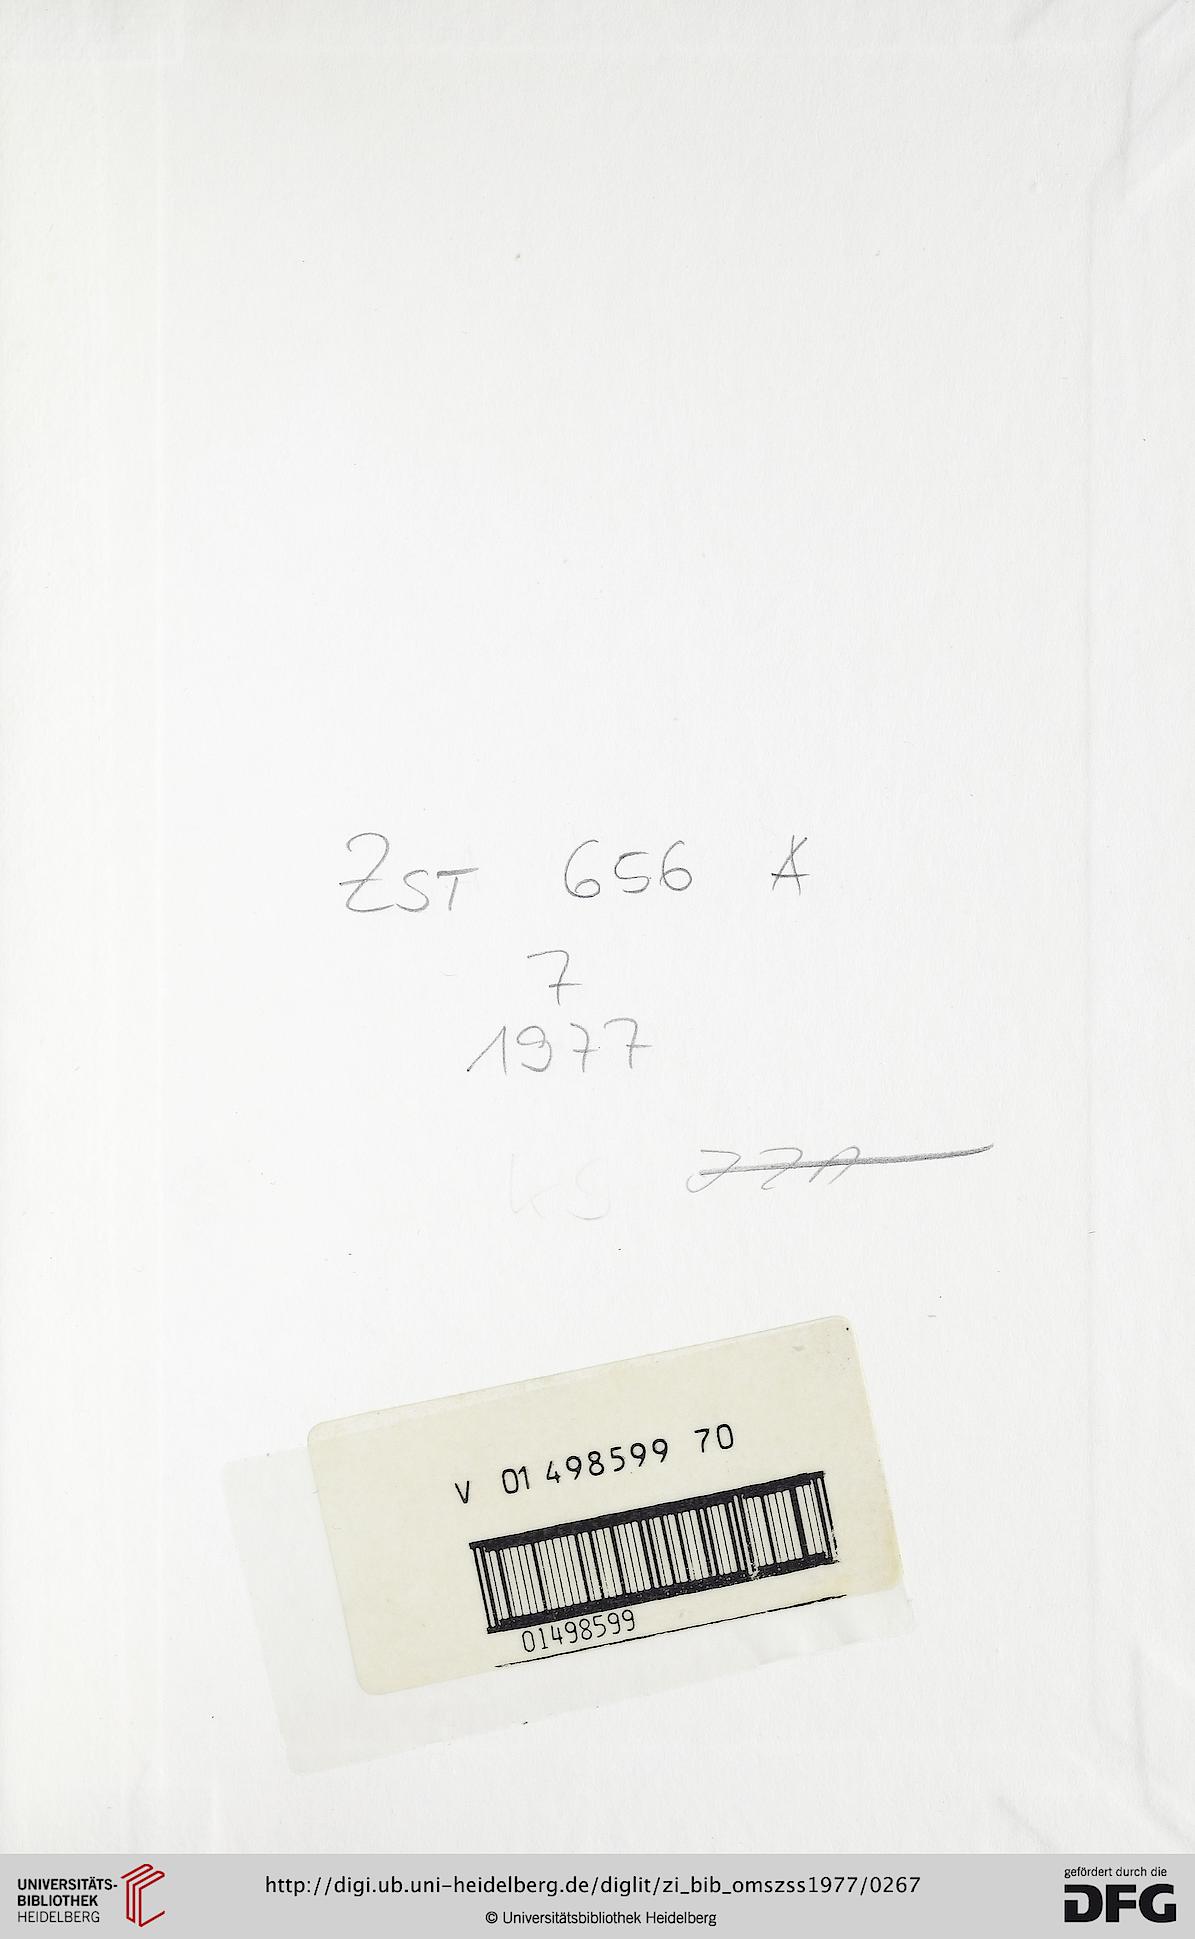 ZST 656 A
7
1977
V 01 498599 70
01498599
UNIVERSITÄTS-
BIBLIOTHEK
HEIDELBERG
http://digi.ub.uni-heidelberg.de/diglit/zi_bib_omszss1977/0267
© Universitätsbibliothek Heidelberg
gefördert durch die
DFG